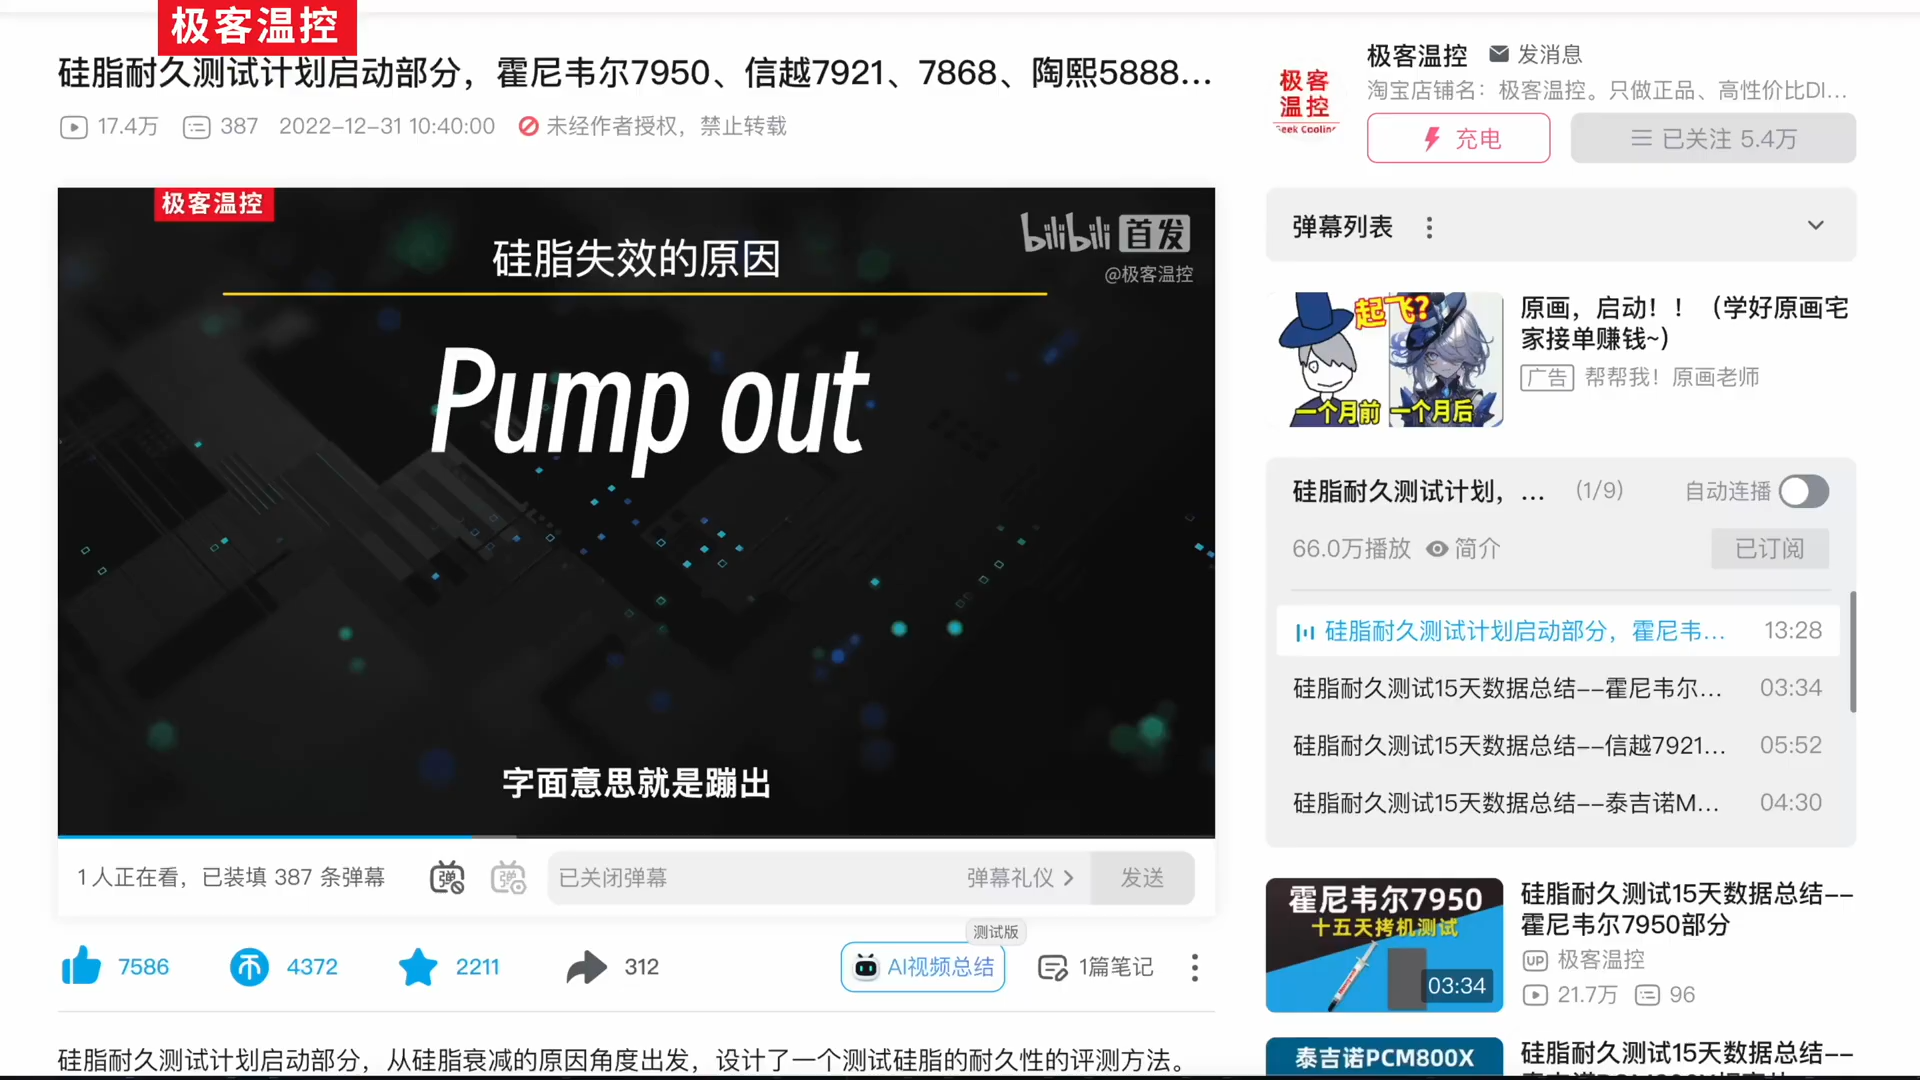 极客温控
硅脂耐久测试计划启动部分，霍尼韦尔7950、信越7921、7868、陶熙5888...
17.4万 387 2022-12-31 10:40:00 未经作者授权，禁止转载
极客温控
硅脂失效的原因
bilibili 首发
@极客温控
Pump out
字面意思就是蹦出
1人正在看，已装填 387 条弹幕
弹
弹
已关闭弹幕
弹幕礼仪 >
发送
7586
4372
2211
312
测试版
AI视频总结
1篇笔记
硅脂耐久测试计划启动部分，从硅脂衰减的原因角度出发，设计了一个测试硅脂的耐久性的评测方法。
极客
温控
Geek Cooling
极客温控 发消息
淘宝店铺名：极客温控。只做正品、高性价比DI...
充电
已关注 5.4万
弹幕列表
起飞?
一个月前 一个月后
原画，启动！！（学好原画宅
家接单赚钱~)
广告 帮帮我！原画老师
硅脂耐久测试计划，... (1/9) 自动连播
66.0万播放 简介
已订阅
硅脂耐久测试计划启动部分，霍尼韦... 13:28
硅脂耐久测试15天数据总结--霍尼韦尔... 03:34
硅脂耐久测试15天数据总结--信越7921... 05:52
硅脂耐久测试15天数据总结--泰吉诺M... 04:30
霍尼韦尔7950
十五天拷机测试
03:34
硅脂耐久测试15天数据总结--
霍尼韦尔7950部分
UP 极客温控
21.7万 96
泰吉诺PCM800X
硅脂耐久测试15天数据总结--